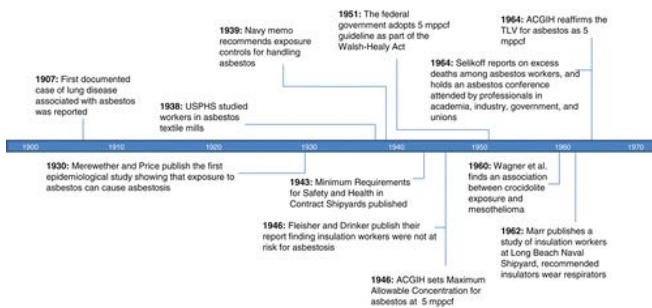 1951: The federal
government adopts 5 mppcf
guideline as part of the
Walsh-Healy Act
1964: ACGIH reaffirms the
TLV for asbestos as 5
mppcf
1939: Navy memo
recommends exposure
controls for handling
asbestos
1964: Selikoff reports on excess
deaths among asbestos workers, and
holds an asbestos conference
attended by professionals in
academia, industry, government, and
unions
1907: First documented
case of lung disease
associated with asbestos
was reported
1938: USPHS studied
workers in asbestos
textile mills
1900 1910 1920 1930 1940 1950 1960 1970
1930: Merewether and Price publish the first
epidemiological study showing that exposure to
asbestos can cause asbestosis
1943: Minimum Requirements
for Safety and Health in
Contract Shipyards published
1960: Wagner et al.
finds an association
between crocidolite
exposure and
mesothelioma
1946: Fleisher and Drinker publish their
report finding insulation workers were not at
risk for asbestosis
1962: Marr publishes a
study of insulation workers
at Long Beach Naval
Shipyard, recommended
insulators wear respirators
1946: ACGIH sets Maximum
Allowable Concentration for
asbestos at 5 mppcf